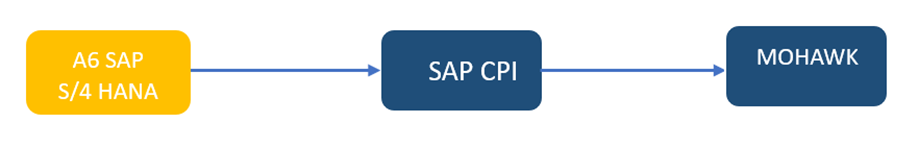 A6 SAP
S/4 HANA
SAP CPI
MOHAWK